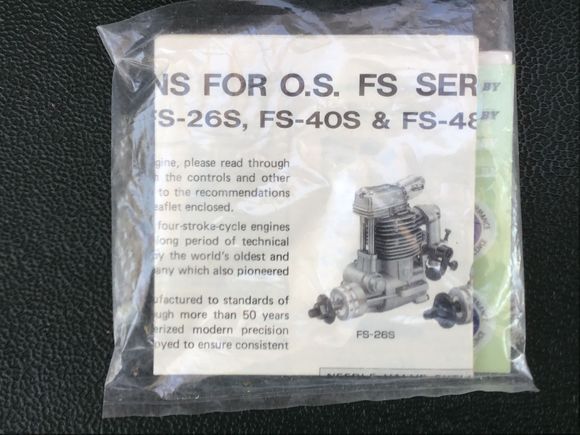 NS FOR O.S. FS SER
FS-26S, FS-40S & FS-48
gine, please read through
the controls and other
to the recommendations
eaflet enclosed.
four-stroke-cycle engines
long period of technical
by the world's oldest and
any which also pioneered
nufactured to standards of
ough more than 50 years
erized modern precision
oyed to ensure consistent
FS-26S
BY
BY